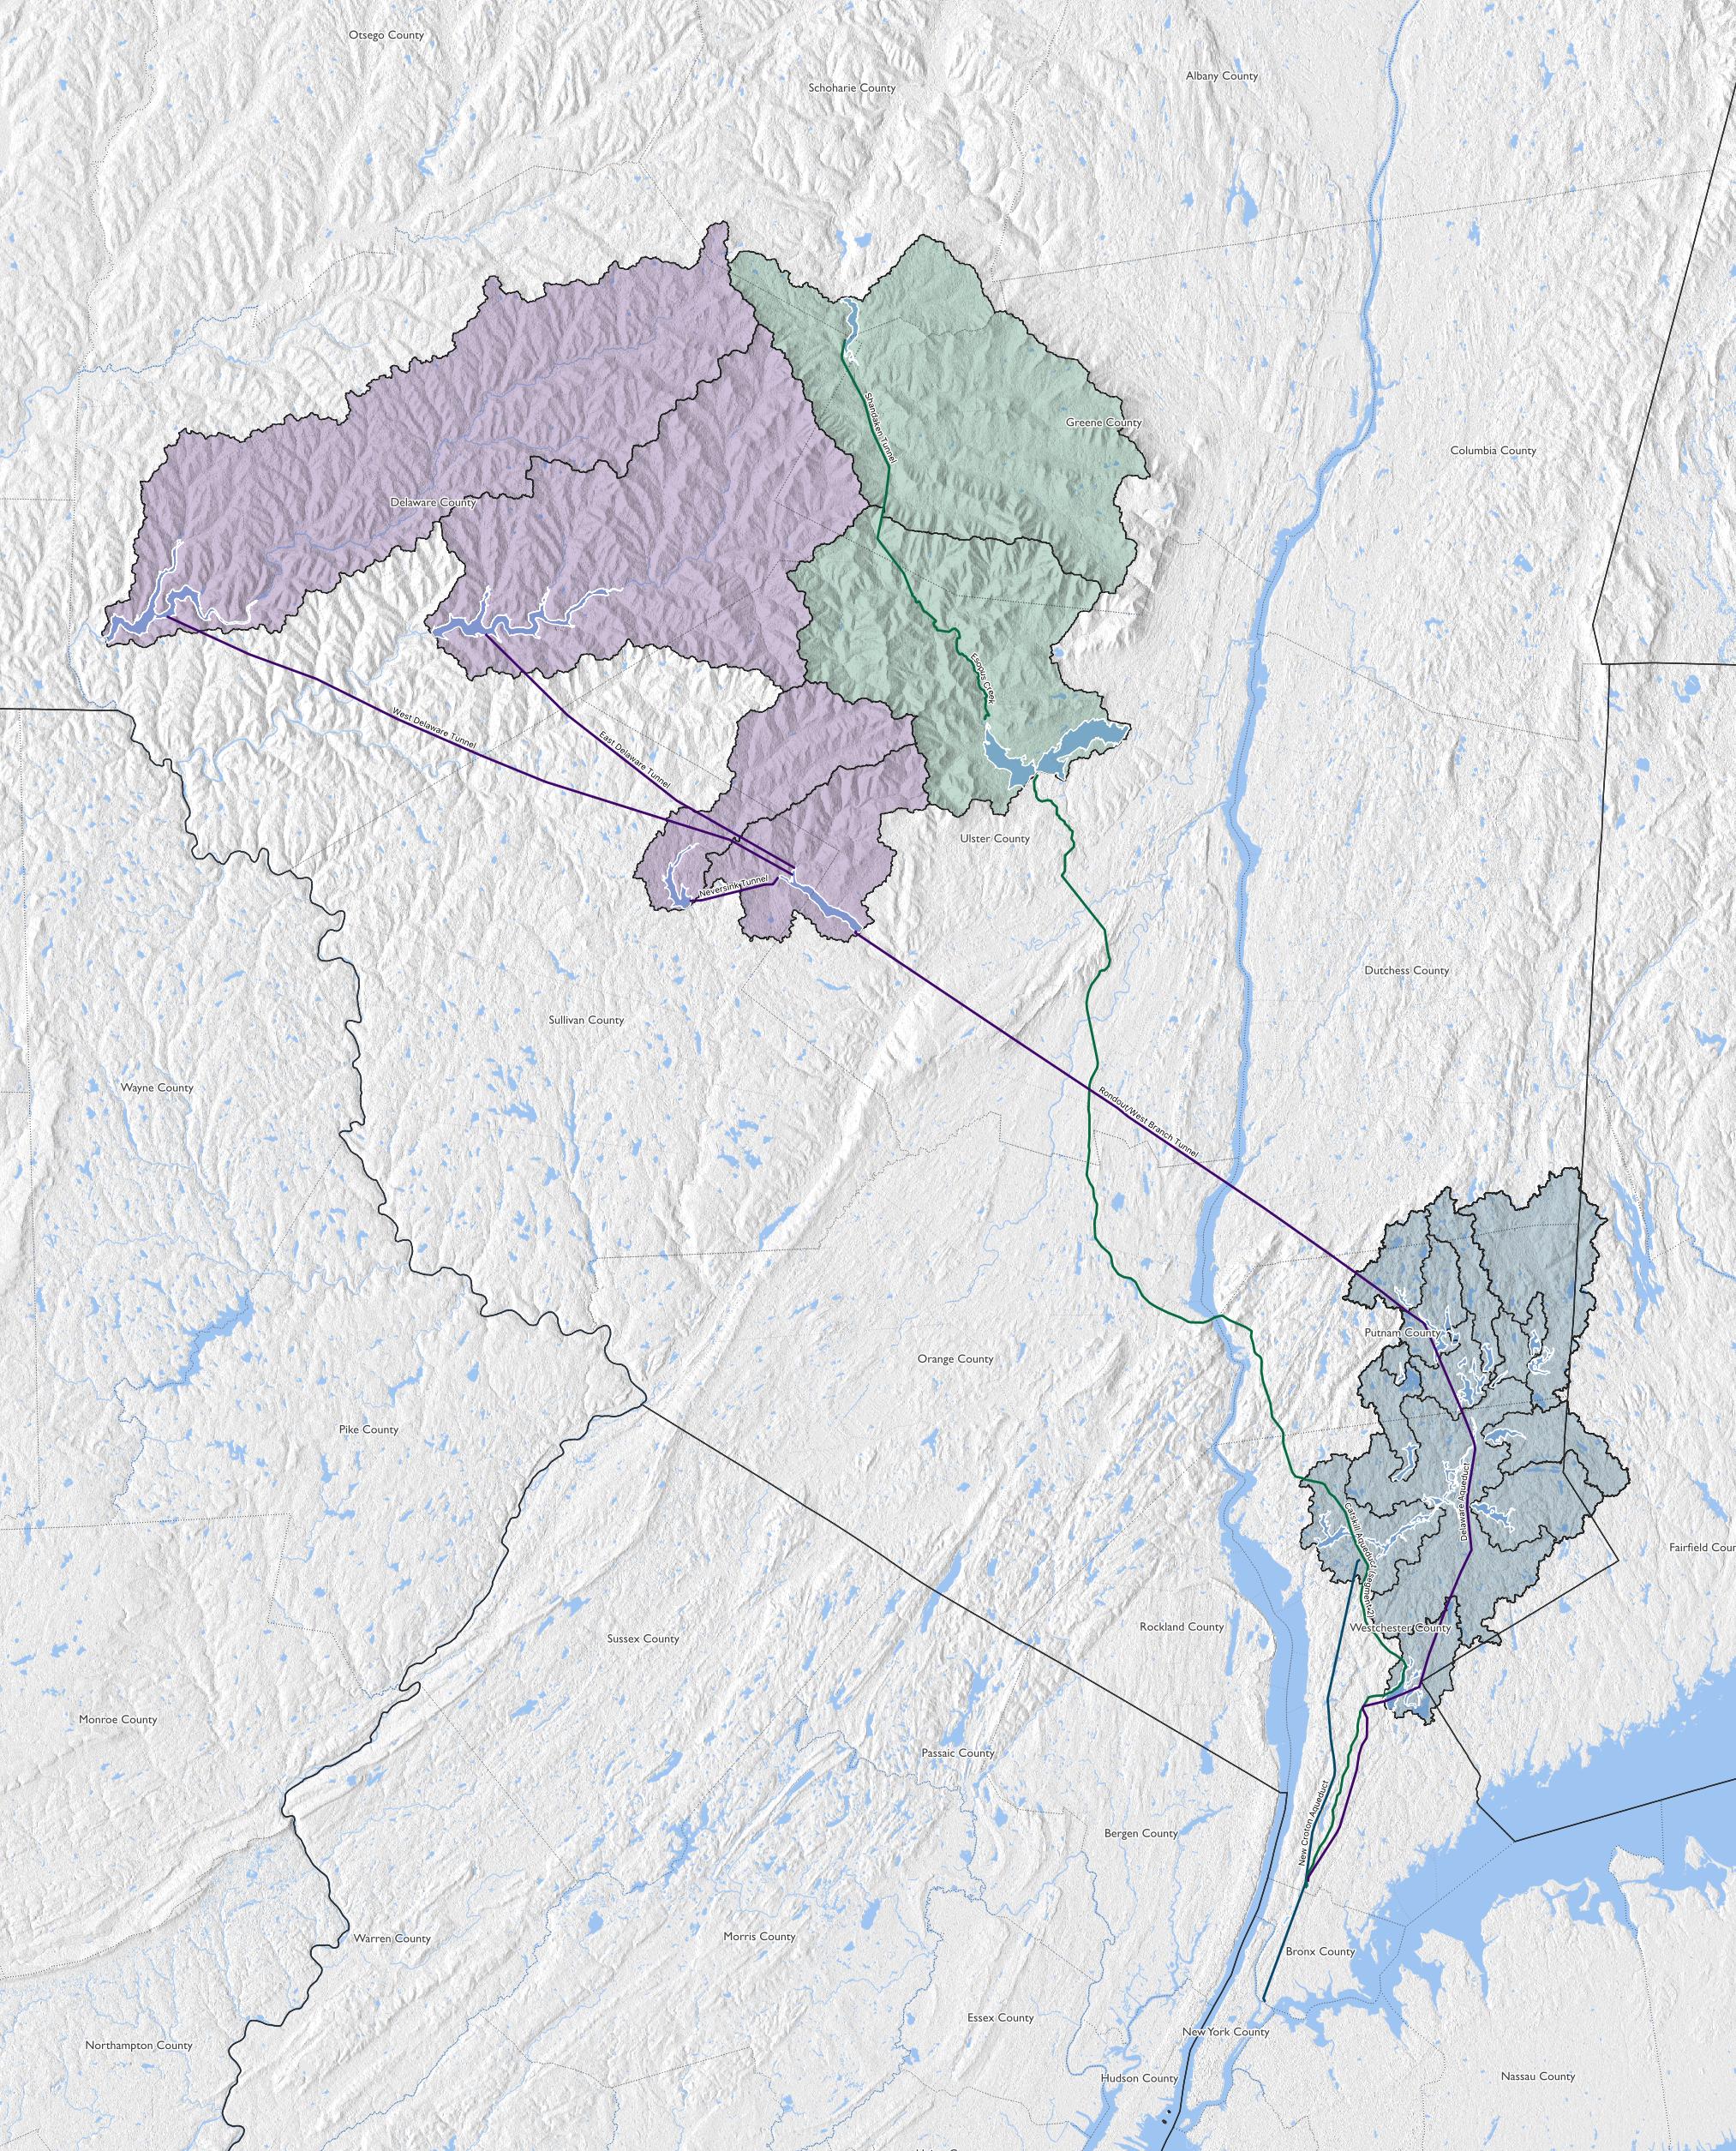 Otsego County
Albany County
Schoharie County
Greene County
Shandaken Tunnel
Columbia County
Delaware County
Esopus Creek
West Delaware Tunnel
East Delaware Tunnel
Ulster County
Neversink Tunnel
Dutchess County
Sullivan County
Wayne County
Rondout/West Branch Tunnel
Putnam County
Orange County
Pike County
Delaware Aqueduct
Catskill Aqueduct (segment 2)
Fairfield Coun
Rockland County
Westchester County
Sussex County
Monroe County
Passaic County
New Croton Aqueduct
Bergen County
Morris County
Warren County
Bronx County
Essex County
New York County
Northampton County
Nassau County
Hudson County